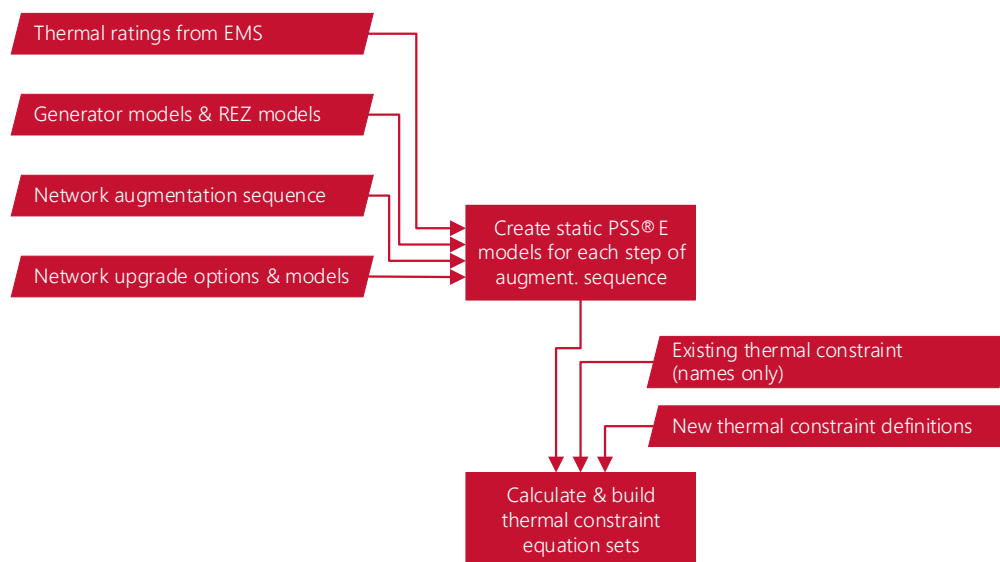 Thermal ratings from EMS
Generator models & REZ models
Network augmentation sequence
Network upgrade options & models
Create static PSS® E
models for each step of
augment. sequence
Existing thermal constraint
(names only)
New thermal constraint definitions
Calculate & build
thermal constraint
equation sets